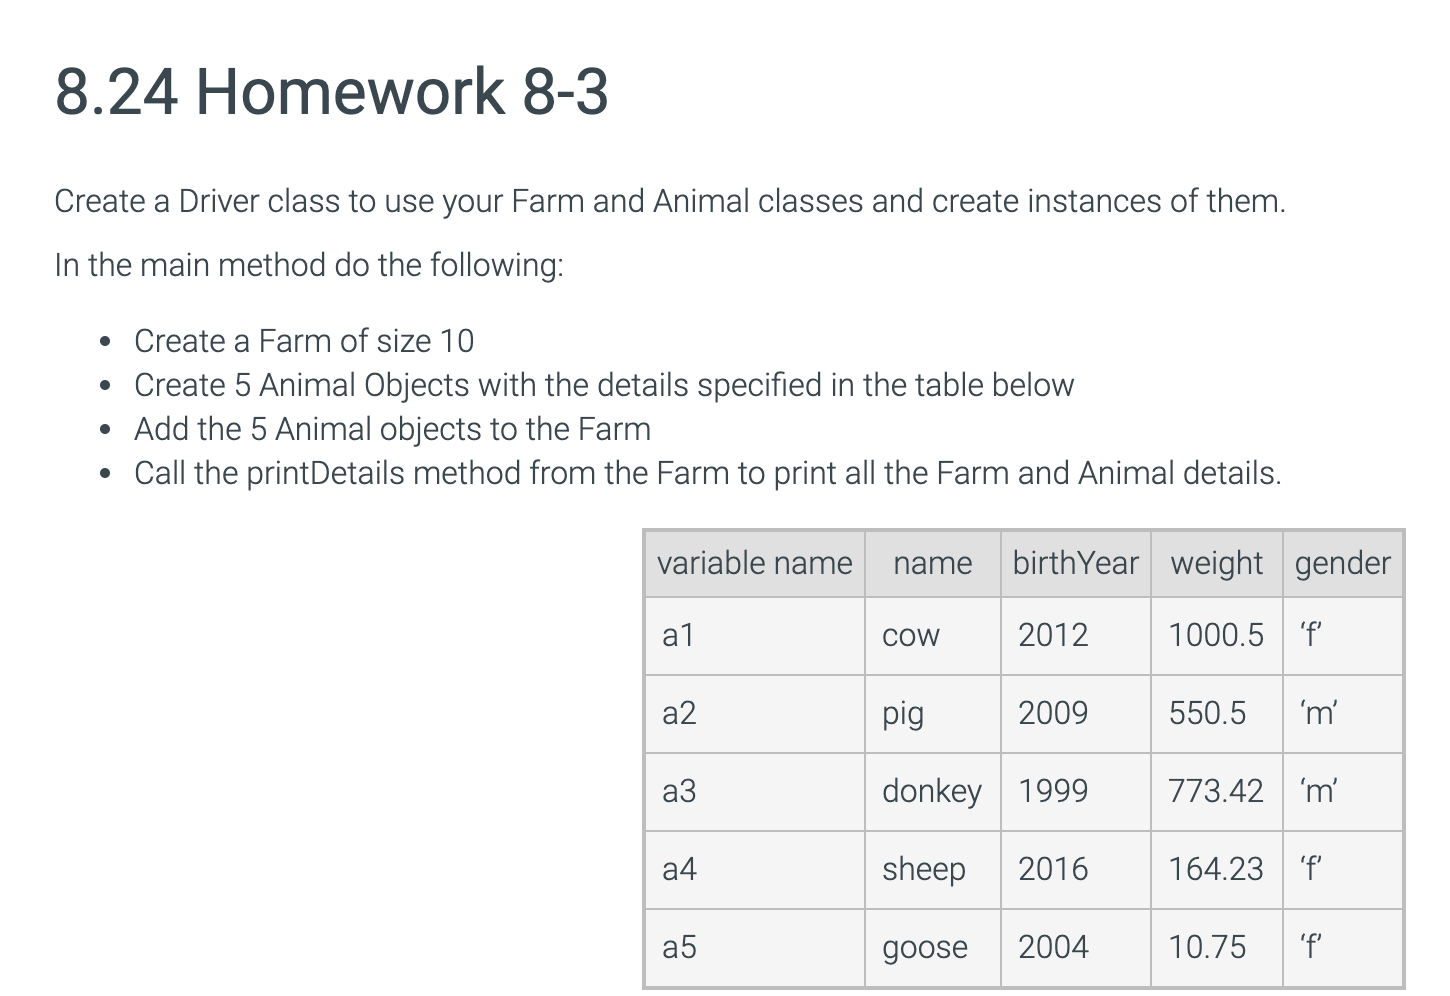 8.24 Homework 8-3
Create a Driver class to use your Farm and Animal classes and create instances of them.
In the main method do the following:
• Create a Farm of size 10
• Create 5 Animal Objects with the details specified in the table below
• Add the 5 Animal objects to the Farm
• Call the printDetails method from the Farm to print all the Farm and Animal details.
variable name name birthYear weight gender
a1 cow 2012 1000.5 ‘f’
a2 pig 2009 550.5 ‘m’
a3 donkey 1999 773.42 ‘m’
a4 sheep 2016 164.23 ‘f’
a5 goose 2004 10.75 ‘f’